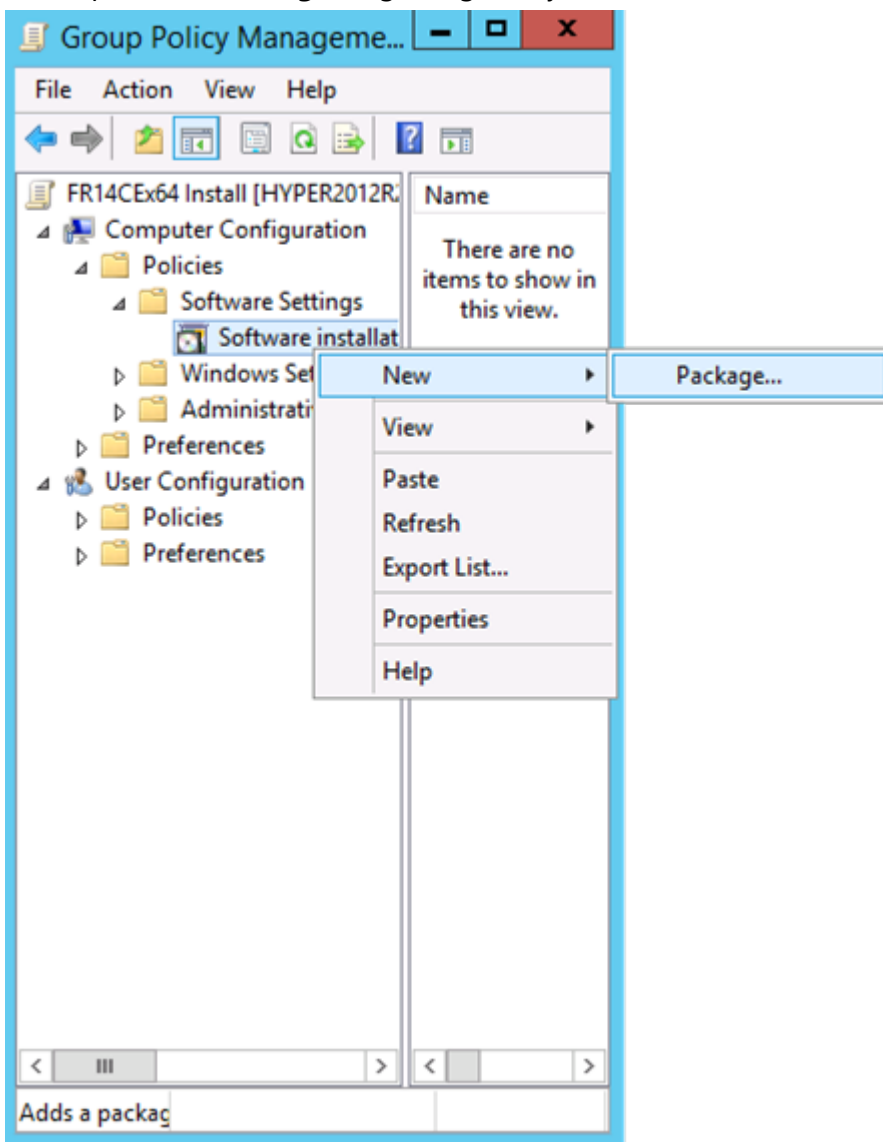 Group Policy Manageme...
File Action View Help
FR14CEx64 Install [HYPER2012R
Name
Computer Configuration
There are no
items to show in
this view.
Policies
Software Settings
Software installat
Windows Set
Administrati
Preferences
User Configuration
Policies
Preferences
New
Package...
View
Paste
Refresh
Export List...
Properties
Help
Adds a packag